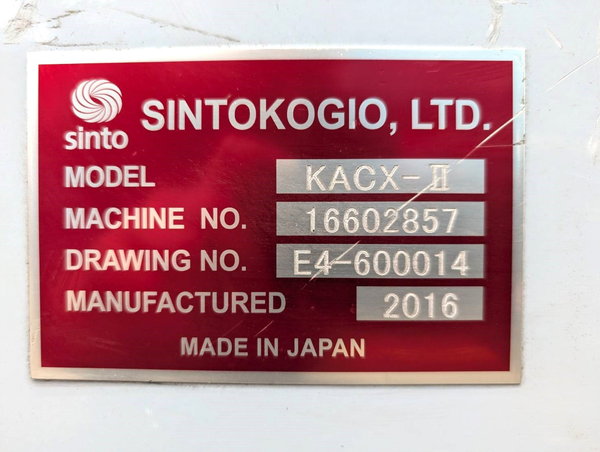 sinto SINTOKOGIO, LTD.
MODEL KACX-Ⅱ
MACHINE NO. 16602857
DRAWING NO. E4-600014
MANUFACTURED 2016
MADE IN JAPAN